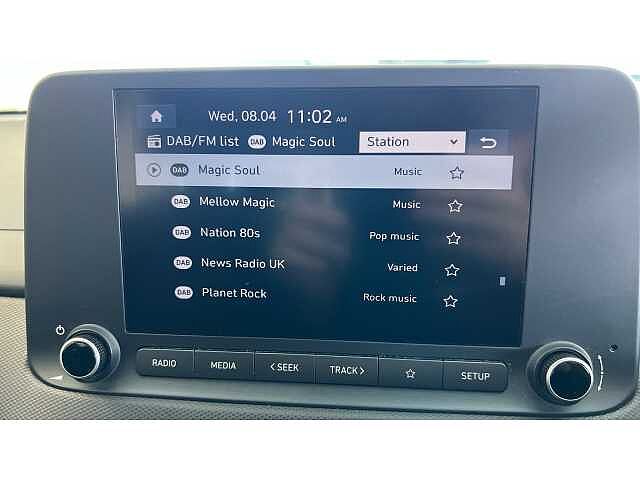 Wed, 08.04 11:02 AM
DAB/FM list DAB Magic Soul Station
DAB Magic Soul Music
DAB Mellow Magic Music
DAB Nation 80s Pop music
DAB News Radio UK Varied
DAB Planet Rock Rock music
RADIO MEDIA < SEEK TRACK > SETUP